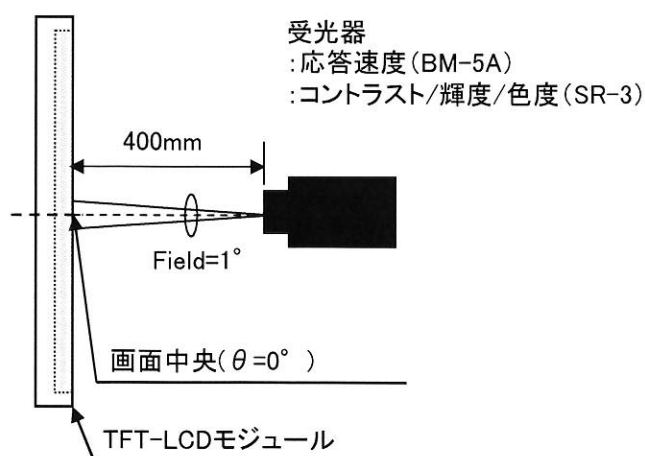 受光器
:応答速度(BM-5A)
:コントラスト/輝度/色度(SR-3)
400mm
Field=1°
画面中央(θ=0° )
TFT-LCDモジュール